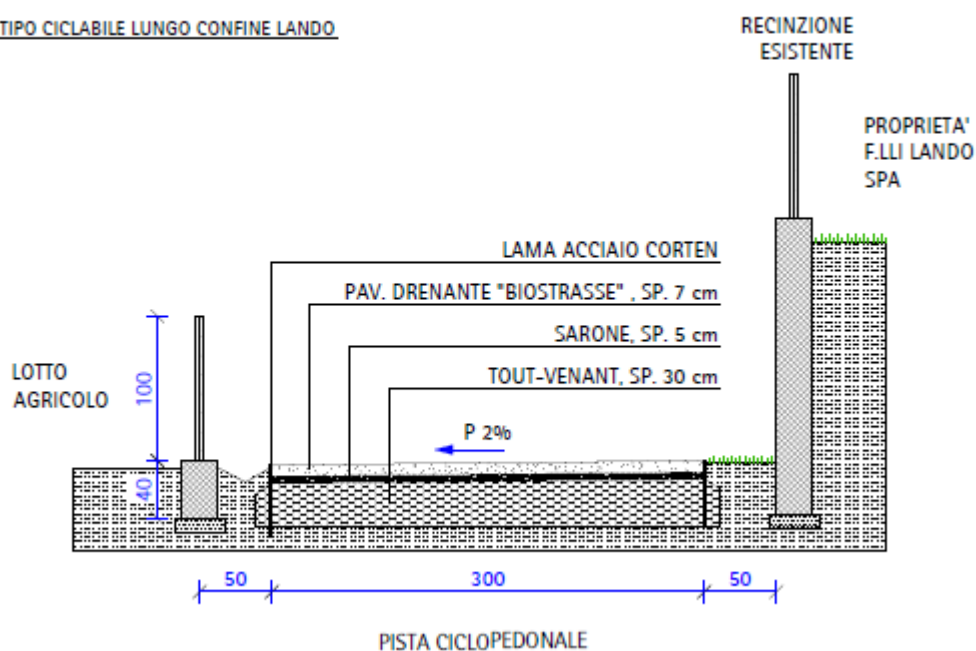 TIPO CICLABILE LUNGO CONFINE LANDO
RECINZIONE
ESISTENTE
PROPRIETA'
F.LLI LANDO
SPA
LAMA ACCIAIO CORTEN
PAV. DRENANTE "BIOSTRASSE" , SP. 7 cm
SARONE, SP. 5 cm
TOUT-VENANT, SP. 30 cm
LOTTO
AGRICOLO
100
P 2%
40
50
300
50
PISTA CICLOPEDONALE